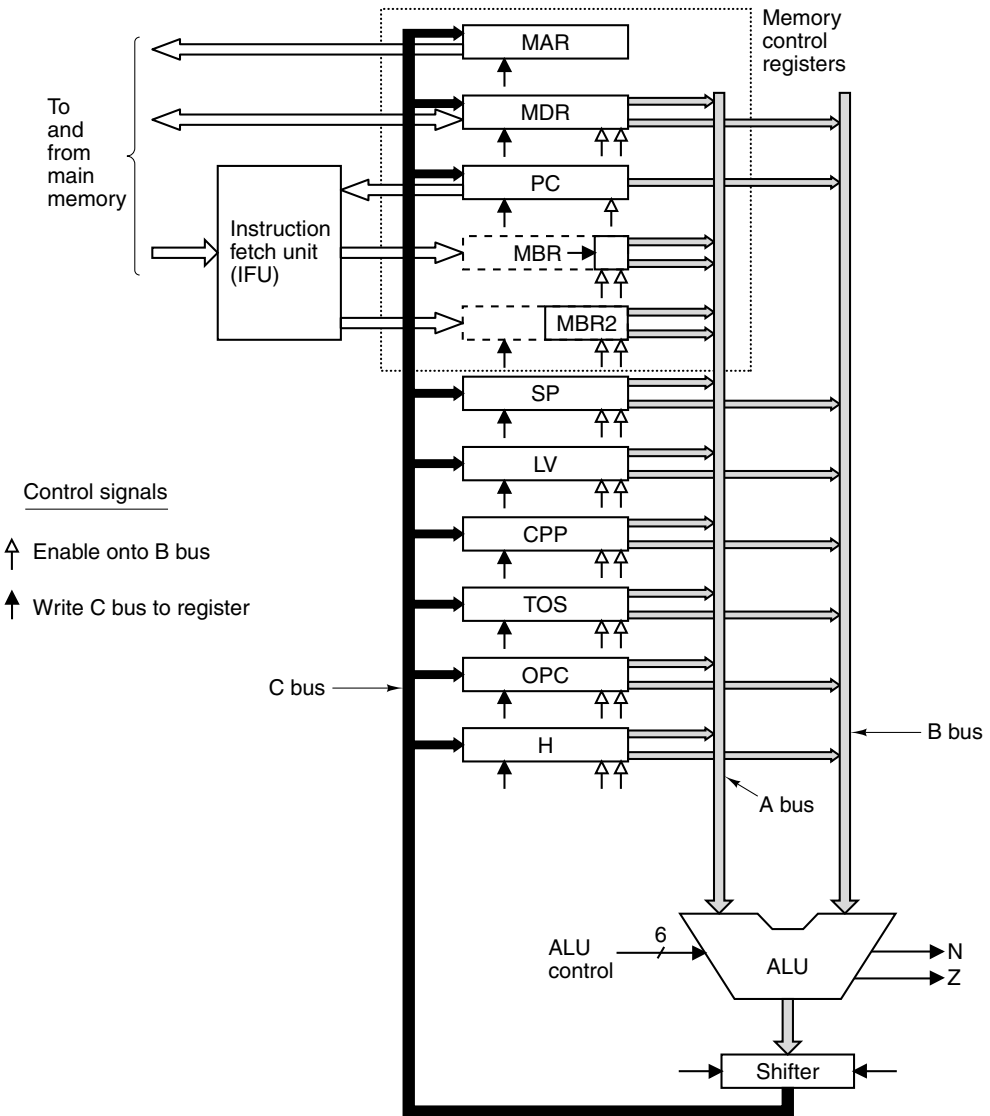 MAR
Memory
control
registers
To
and
from
main
memory
MDR
PC
Instruction
fetch unit
(IFU)
MBR
MBR2
SP
LV
Control signals
Enable onto B bus
CPP
Write C bus to register
TOS
OPC
C bus
H
B bus
A bus
6
ALU
control
ALU
N
Z
Shifter